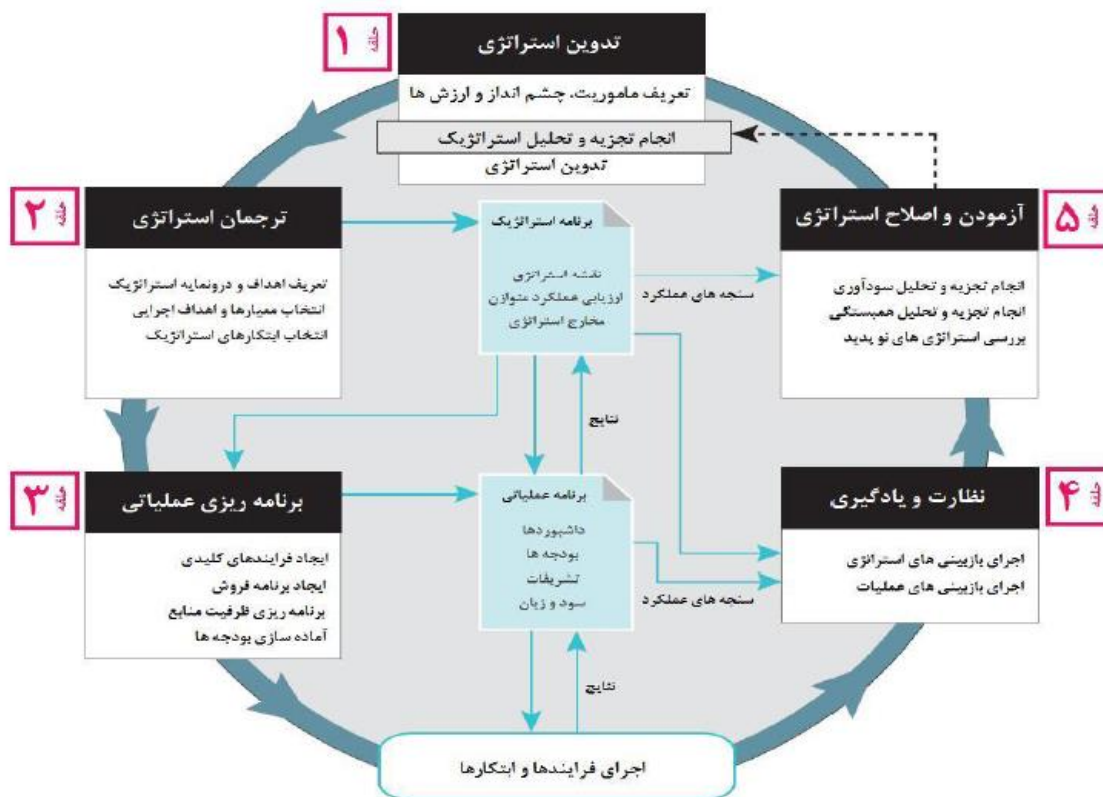 حلقه ۱
تدوین استراتژی
تعریف ماموریت، چشم انداز و ارزش ها
انجام تجزیه و تحلیل استراتژیک
تدوین استراتژی
حلقه ۲
ترجمان استراتژی
تعریف اهداف و درونمایه استراتژیک
انتخاب معیارها و اهداف اجرایی
انتخاب ابتکارهای استراتژیک
برنامه استراتژیک
نقشه استراتژی
ارزیابی عملکرد متوازن
مخارج استراتژی
سنجه های عملکرد
حلقه ۵
آزمودن و اصلاح استراتژی
انجام تجزیه و تحلیل سودآوری
انجام تجزیه و تحلیل همبستگی
بررسی استراتژی های نو پدید
نتایج
حلقه ۳
برنامه ریزی عملیاتی
ایجاد فرایندهای کلیدی
ایجاد برنامه فروش
برنامه ریزی ظرفیت منابع
آماده سازی بودجه ها
برنامه عملیاتی
داشبوردها
بودجه ها
تشریفات
سود و زیان
سنجه های عملکرد
حلقه ۴
نظارت و یادگیری
اجرای بازبینی های استراتژی
اجرای بازبینی های عملیات
نتایج
اجرای فرایندها و ابتکارها